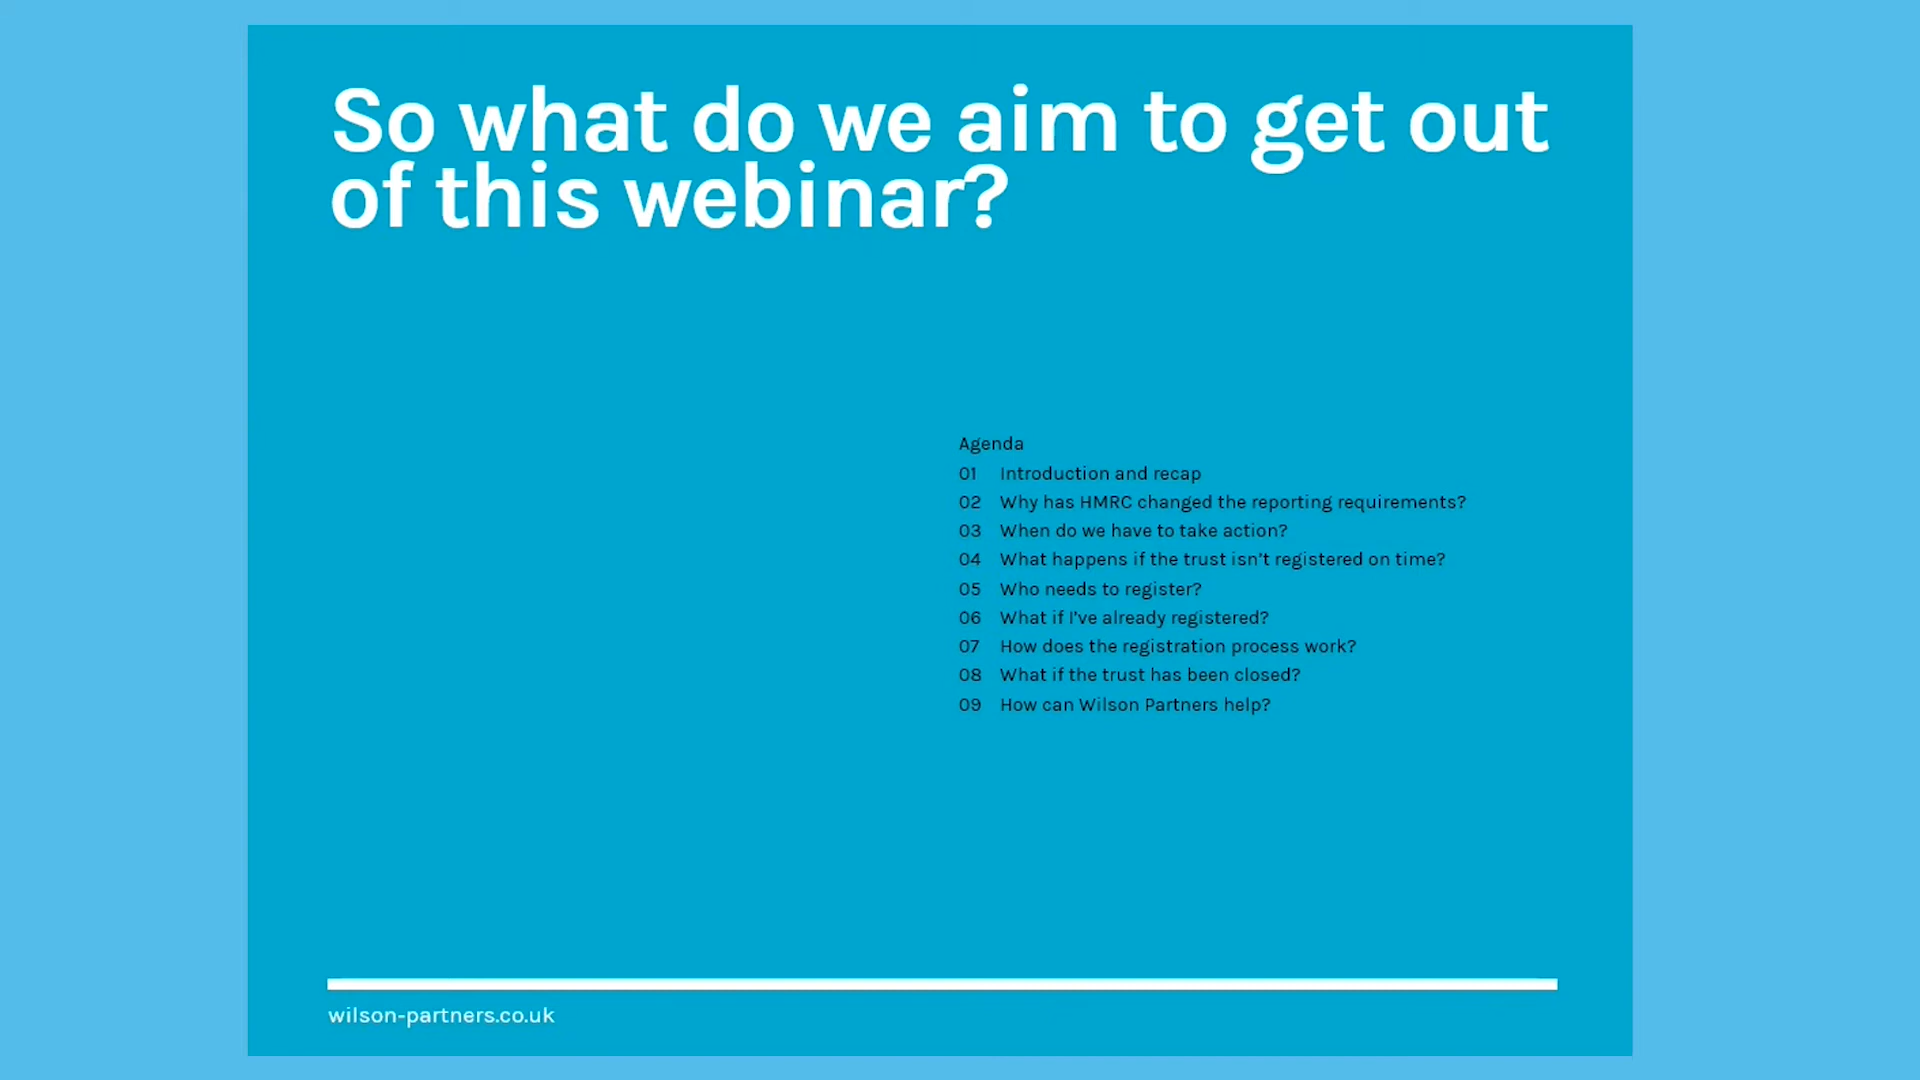 So what do we aim to get out
of this webinar?
Agenda
01 Introduction and recap
02 Why has HMRC changed the reporting requirements?
03 When do we have to take action?
04 What happens if the trust isn't registered on time?
05 Who needs to register?
06 What if I've already registered?
07 How does the registration process work?
08 What if the trust has been closed?
09 How can Wilson Partners help?
wilson-partners.co.uk